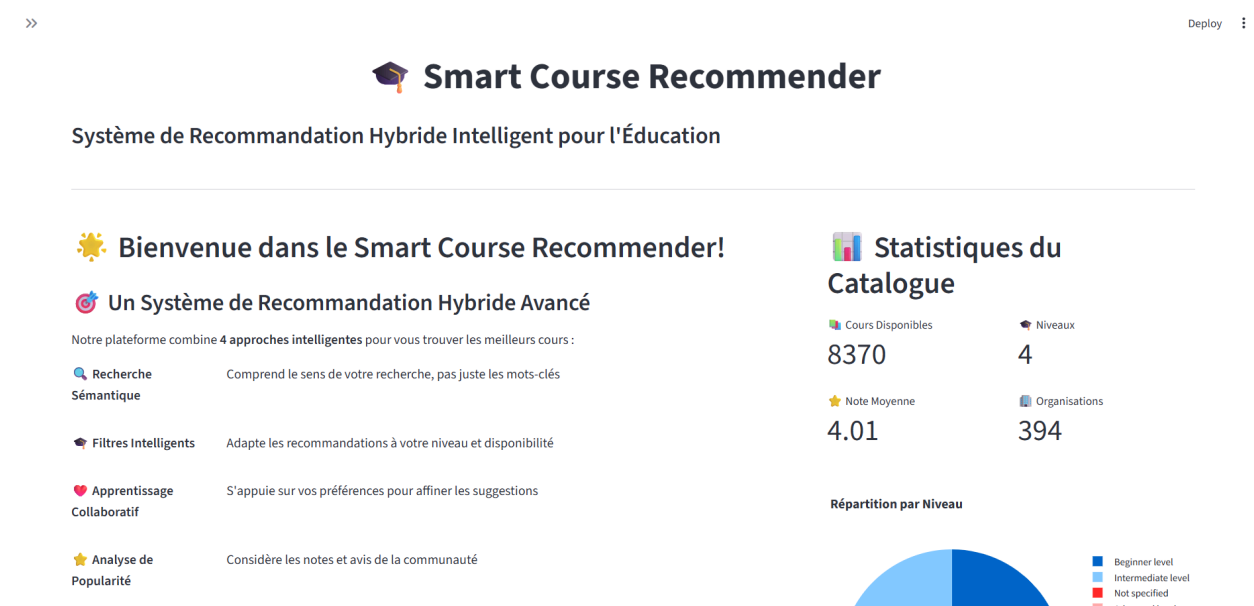 Deploy
Smart Course Recommender
Système de Recommandation Hybride Intelligent pour l'Éducation
Bienvenue dans le Smart Course Recommender!
Un Système de Recommandation Hybride Avancé
Notre plateforme combine 4 approches intelligentes pour vous trouver les meilleurs cours :
Recherche
Sémantique
Comprend le sens de votre recherche, pas juste les mots-clés
Filtres Intelligents
Adapte les recommandations à votre niveau et disponibilité
Apprentissage
Collaboratif
S'appuie sur vos préférences pour affiner les suggestions
Analyse de
Popularité
Considère les notes et avis de la communauté
Statistiques du
Catalogue
Cours Disponibles
8370
Niveaux
4
Note Moyenne
4.01
Organisations
394
Répartition par Niveau
Beginner level
Intermediate level
Not specified